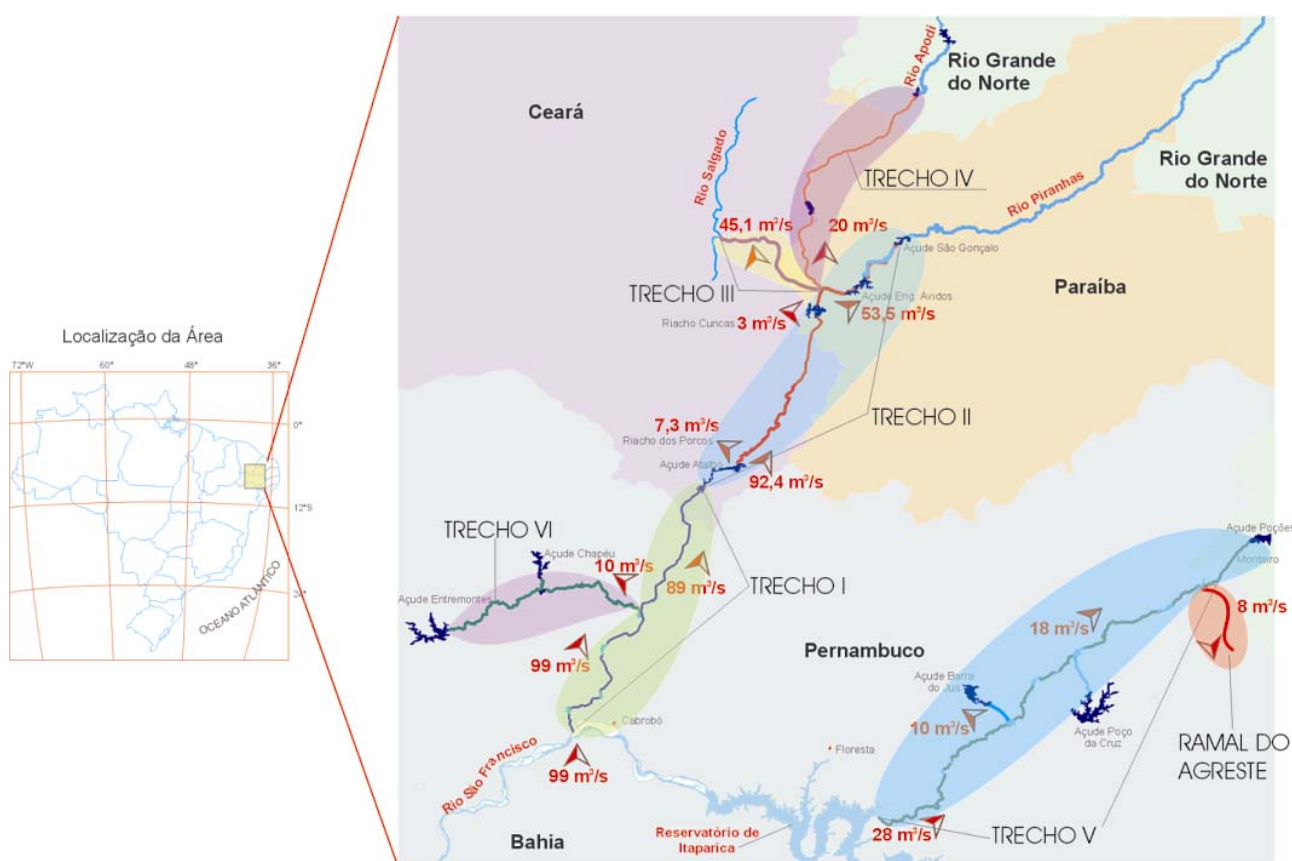 Localização da Área
72°W
60°
48°
36°
0°
12°S
24°
OCEANO ATLÂNTICO
Ceará
Rio Grande
do Norte
Rio Apodi
Rio Salgado
TRECHO IV
Rio Grande
do Norte
Rio Piranhas
45,1 m³/s
20 m³/s
Açude São Gonçalo
TRECHO III
Açude Eng. Ávidos
Paraíba
Riacho Cuncas
3 m³/s
53,5 m³/s
TRECHO II
7,3 m³/s
Riacho dos Porcos
Açude Atalho
92,4 m³/s
TRECHO VI
Açude Chapéu
10 m³/s
89 m³/s
TRECHO I
Açude Entremontes
Açude Poções
Monteiro
8 m³/s
18 m³/s
99 m³/s
Pernambuco
Açude Barra
do Juá
10 m³/s
Cabrobó
Açude Poço
da Cruz
RAMAL DO
AGRESTE
Floresta
Rio São Francisco
99 m³/s
28 m³/s
TRECHO V
Bahia
Reservatório de
Itaparica